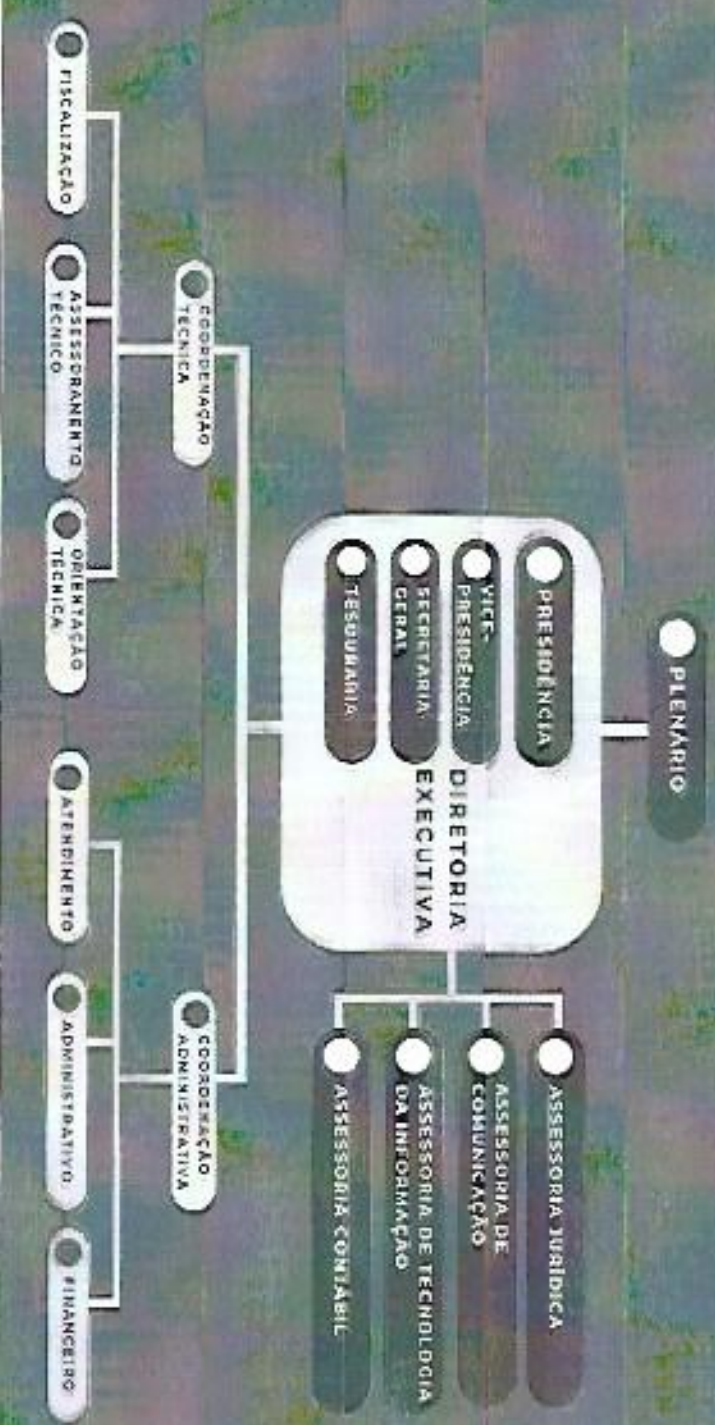 PLENÁRIO
PRESIDÊNCIA
VICE-
PRESIDÊNCIA
SECRETARIA
GERAL
TESOURARIA
DIRETORIA
EXECUTIVA
ASSESSORIA JURÍDICA
ASSESSORIA DE
COMUNICAÇÃO
ASSESSORIA DE TECNOLOGIA
DA INFORMAÇÃO
ASSESSORIA CONTÁBIL
COORDENAÇÃO
TÉCNICA
COORDENAÇÃO
ADMINISTRATIVA
FISCALIZAÇÃO
ASSESSORAMENTO
TÉCNICO
ORIENTAÇÃO
TÉCNICA
ATENDIMENTO
ADMINISTRATIVO
FINANCEIRO